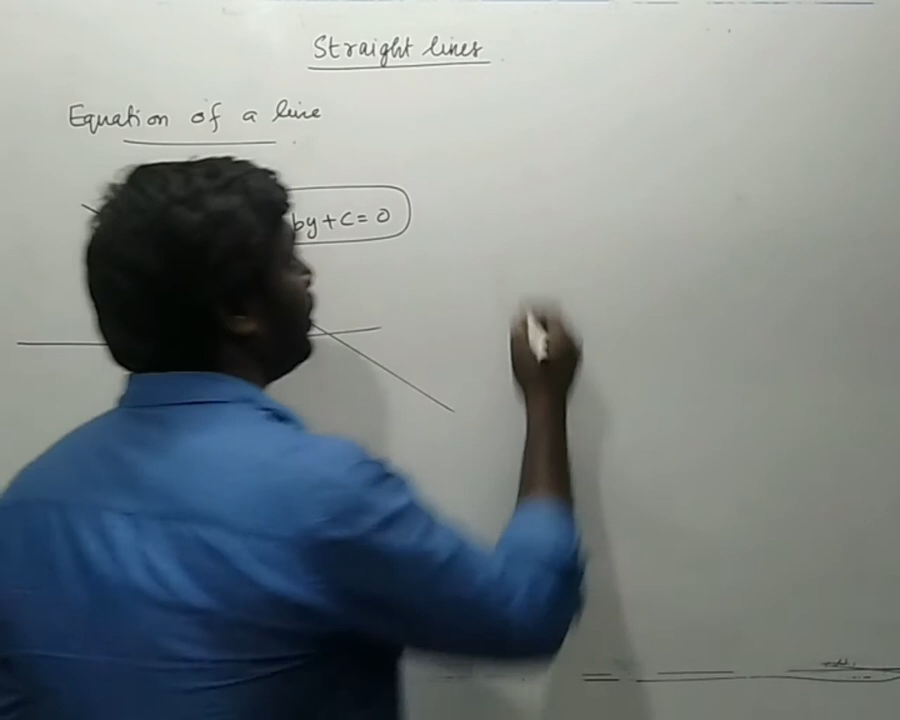 Straight lines
Equation of a line
by + c = 0